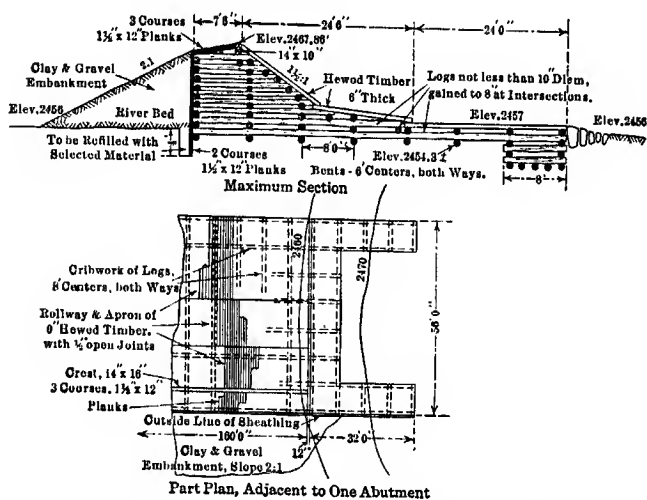 3 Courses
1½"x 12" Planks
7'6"
24'6"
24'0"
Elev.2467.86'
14"x 10"
2:1
1½:1
Clay & Gravel
Embankment
Hewod Timber
6" Thick
Logs not less than 10" Diam,
gained to 8" at Intersections.
Elev.2456
River Bed
Elev.2457
Elev.2456
To be Refilled with
Selected Material
2 Courses
1½"x 12" Planks
8'0"
Elev.2454.3±
Bents - 6' Centers, both Ways.
8'
Maximum Section
2460
2470
Cribwork of Logs,
8' Centers, both Ways
Rollway & Apron of
6" Hewed Timber.
with ½" open Joints
56'0"
Crest, 14"x 16"
3 Courses, 1½"x 12"
Planks
Outside Line of Sheathing
160'0"
12"
32'0"
Clay & Gravel
Embankment, Slope 2:1
Part Plan, Adjacent to One Abutment